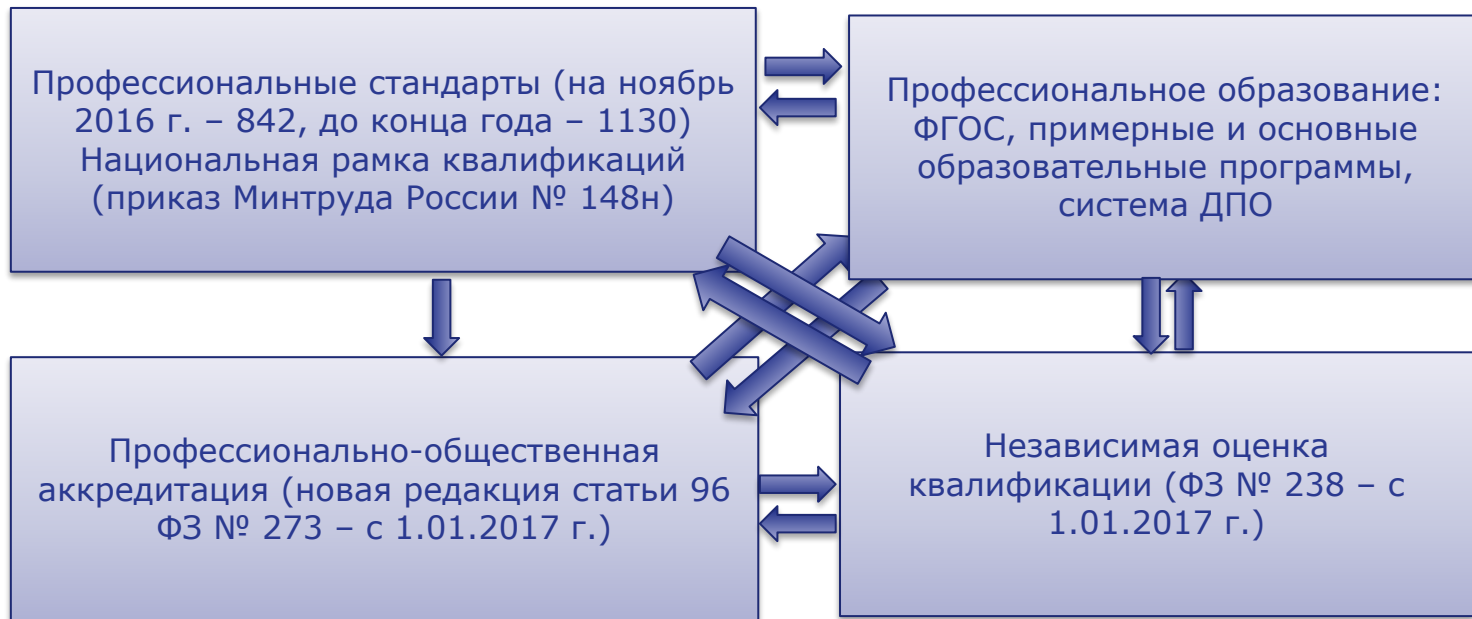 Профессиональные стандарты (на ноябрь
2016 г. – 842, до конца года – 1130)
Национальная рамка квалификаций
(приказ Минтруда России № 148н)
Профессиональное образование:
ФГОС, примерные и основные
образовательные программы,
система ДПО
Профессионально-общественная
аккредитация (новая редакция статьи 96
ФЗ № 273 – с 1.01.2017 г.)
Независимая оценка
квалификации (ФЗ № 238 – с
1.01.2017 г.)